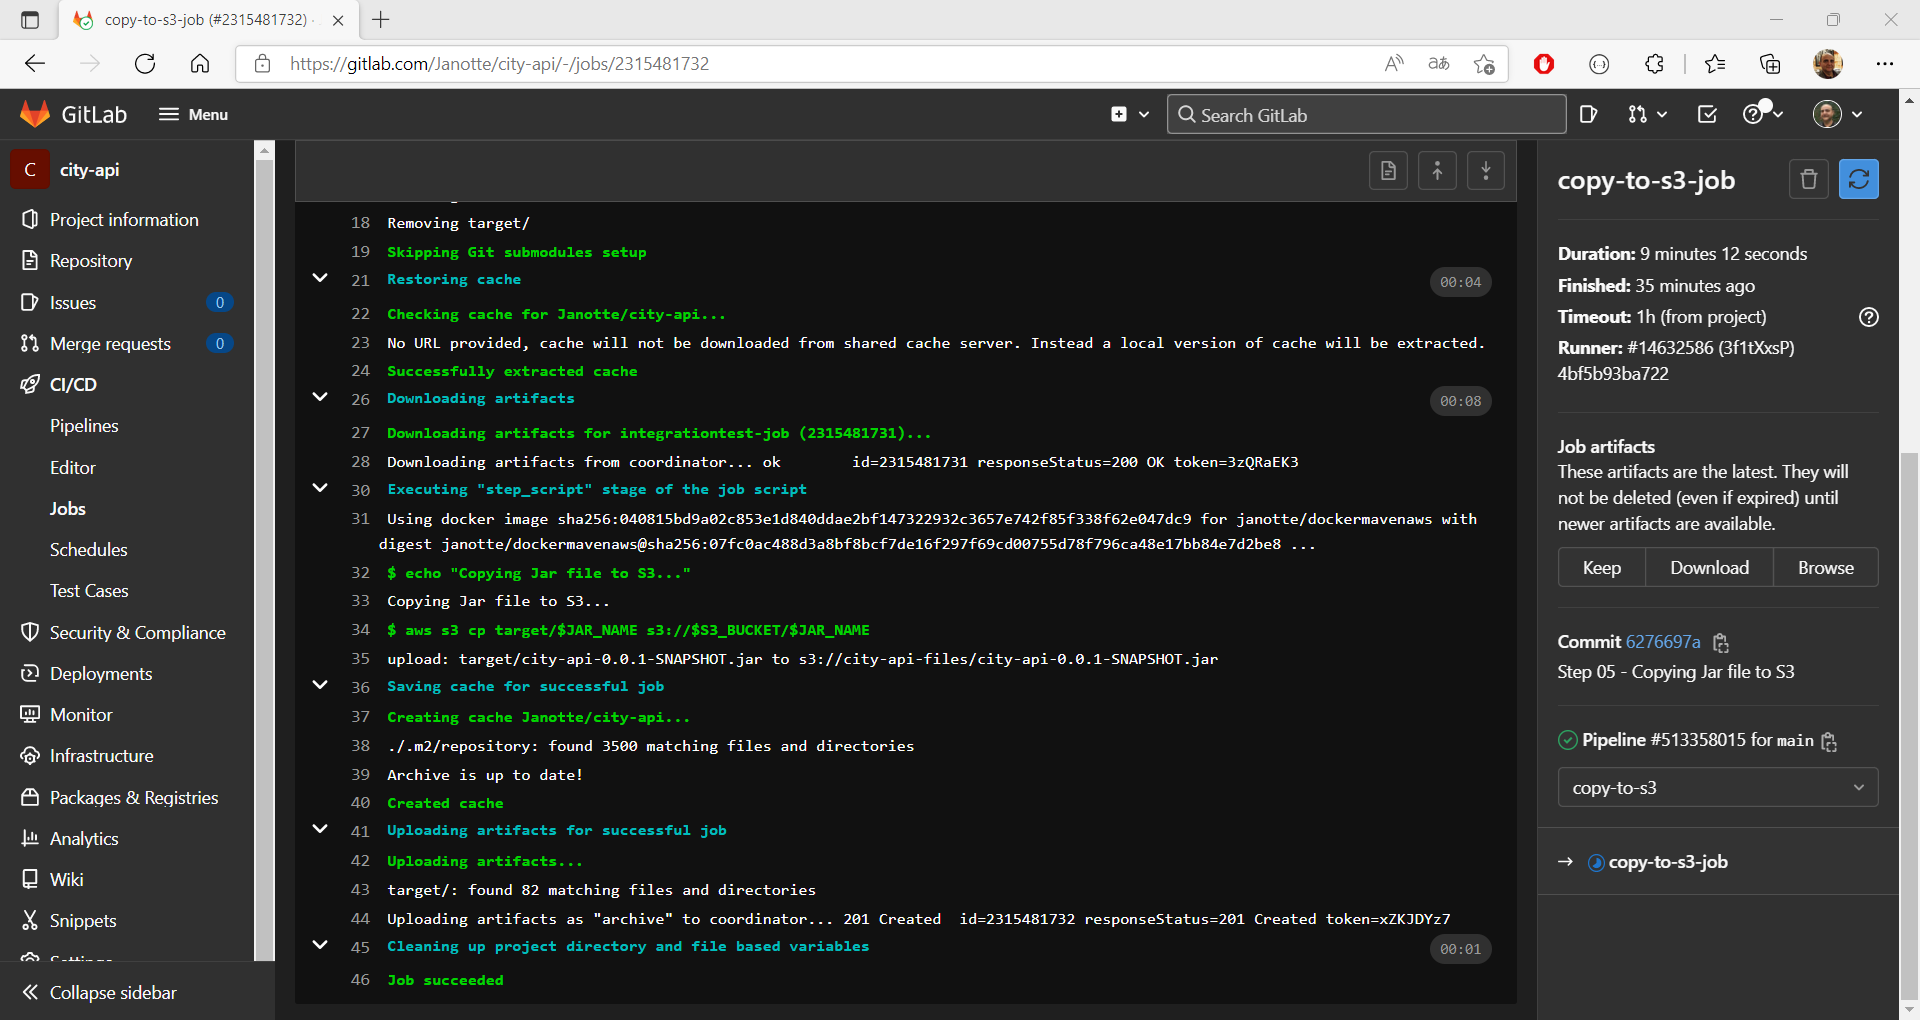 copy-to-s3-job (#2315481732) ·
https://gitlab.com/Janotte/city-api/-/jobs/2315481732
GitLab
Menu
Search GitLab
C
city-api
Project information
Repository
Issues
0
Merge requests
0
CI/CD
Pipelines
Editor
Jobs
Schedules
Test Cases
Security & Compliance
Deployments
Monitor
Infrastructure
Packages & Registries
Analytics
Wiki
Snippets
Settings
Collapse sidebar
18 Removing target/
19 Skipping Git submodules setup
21 Restoring cache
00:04
22 Checking cache for Janotte/city-api...
23 No URL provided, cache will not be downloaded from shared cache server. Instead a local version of cache will be extracted.
24 Successfully extracted cache
26 Downloading artifacts
00:08
27 Downloading artifacts for integrationtest-job (2315481731)...
28 Downloading artifacts from coordinator... ok        id=2315481731 responseStatus=200 OK token=3zQRaEK3
30 Executing "step_script" stage of the job script
31 Using docker image sha256:040815bd9a02c853e1d840ddae2bf147322932c3657e742f85f338f62e047dc9 for janotte/dockermavenaws with
digest janotte/dockermavenaws@sha256:07fc0ac488d3a8bf8bcf7de16f297f69cd00755d78f796ca48e17bb84e7d2be8 ...
32 $ echo "Copying Jar file to S3..."
33 Copying Jar file to S3...
34 $ aws s3 cp target/$JAR_NAME s3://$S3_BUCKET/$JAR_NAME
35 upload: target/city-api-0.0.1-SNAPSHOT.jar to s3://city-api-files/city-api-0.0.1-SNAPSHOT.jar
36 Saving cache for successful job
37 Creating cache Janotte/city-api...
38 ./.m2/repository: found 3500 matching files and directories
39 Archive is up to date!
40 Created cache
41 Uploading artifacts for successful job
42 Uploading artifacts...
43 target/: found 82 matching files and directories
44 Uploading artifacts as "archive" to coordinator... 201 Created  id=2315481732 responseStatus=201 Created token=xZKJDYz7
45 Cleaning up project directory and file based variables
00:01
46 Job succeeded
copy-to-s3-job
Duration: 9 minutes 12 seconds
Finished: 35 minutes ago
Timeout: 1h (from project)
Runner: #14632586 (3f1tXxsP)
4bf5b93ba722
Job artifacts
These artifacts are the latest. They will
not be deleted (even if expired) until
newer artifacts are available.
Keep
Download
Browse
Commit 6276697a
Step 05 - Copying Jar file to S3
Pipeline #513358015 for main
copy-to-s3
→ copy-to-s3-job